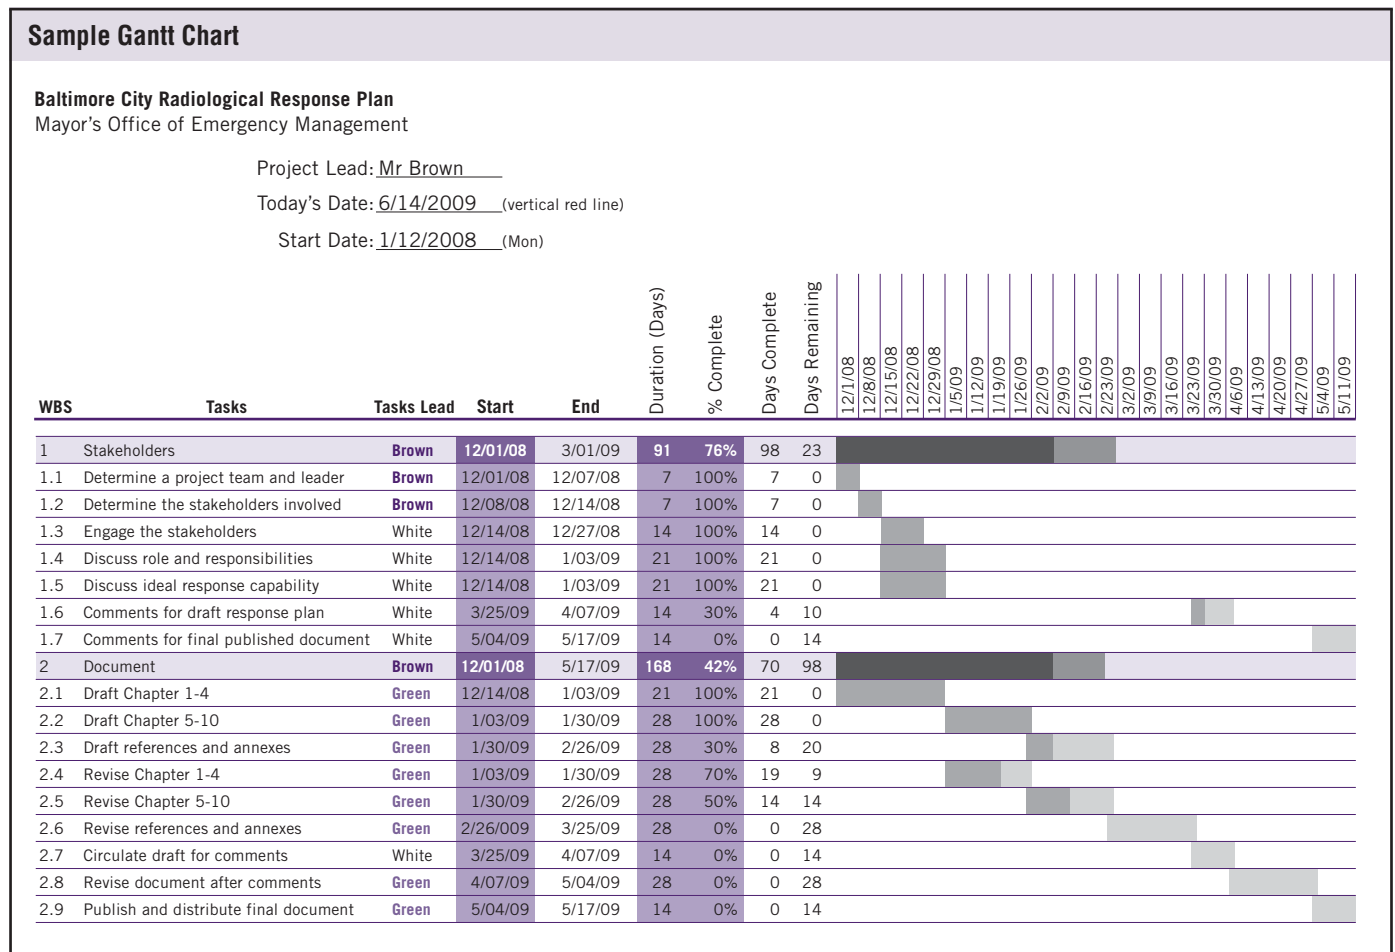 Sample Gantt Chart
Baltimore City Radiological Response Plan
Mayor's Office of Emergency Management
Project Lead: Mr Brown
Today's Date: 6/14/2009 (vertical red line)
Start Date: 1/12/2008 (Mon)
WBS Tasks Tasks Lead Start End Duration (Days) % Complete Days Complete Days Remaining 12/1/08 12/8/08 12/15/08 12/22/08 12/29/08 1/5/09 1/12/09 1/19/09 1/26/09 2/2/09 2/9/09 2/16/09 2/23/09 3/22/09 3/9/09 3/16/09 3/23/09 3/30/09 4/6/09 4/13/09 4/20/09 4/27/09 5/4/09 5/11/09
1 Stakeholders Brown 12/01/08 3/01/09 91 76% 98 23
1.1 Determine a project team and leader Brown 12/01/08 12/07/08 7 100% 7 0
1.2 Determine the stakeholders involved Brown 12/08/08 12/14/08 7 100% 7 0
1.3 Engage the stakeholders White 12/14/08 12/27/08 14 100% 14 0
1.4 Discuss role and responsibilities White 12/14/08 1/03/09 21 100% 21 0
1.5 Discuss ideal response capability White 12/14/08 1/03/09 21 100% 21 0
1.6 Comments for draft response plan White 3/25/09 4/07/09 14 30% 4 10
1.7 Comments for final published document White 5/04/09 5/17/09 14 0% 0 14
2 Document Brown 12/01/08 5/17/09 168 42% 70 98
2.1 Draft Chapter 1-4 Green 12/14/08 1/03/09 21 100% 21 0
2.2 Draft Chapter 5-10 Green 1/03/09 1/30/09 28 100% 28 0
2.3 Draft references and annexes Green 1/30/09 2/26/09 28 30% 8 20
2.4 Revise Chapter 1-4 Green 1/03/09 1/30/09 28 70% 19 9
2.5 Revise Chapter 5-10 Green 1/30/09 2/26/09 28 50% 14 14
2.6 Revise references and annexes Green 2/26/009 3/25/09 28 0% 0 28
2.7 Circulate draft for comments White 3/25/09 4/07/09 14 0% 0 14
2.8 Revise document after comments Green 4/07/09 5/04/09 28 0% 0 28
2.9 Publish and distribute final document Green 5/04/09 5/17/09 14 0% 0 14